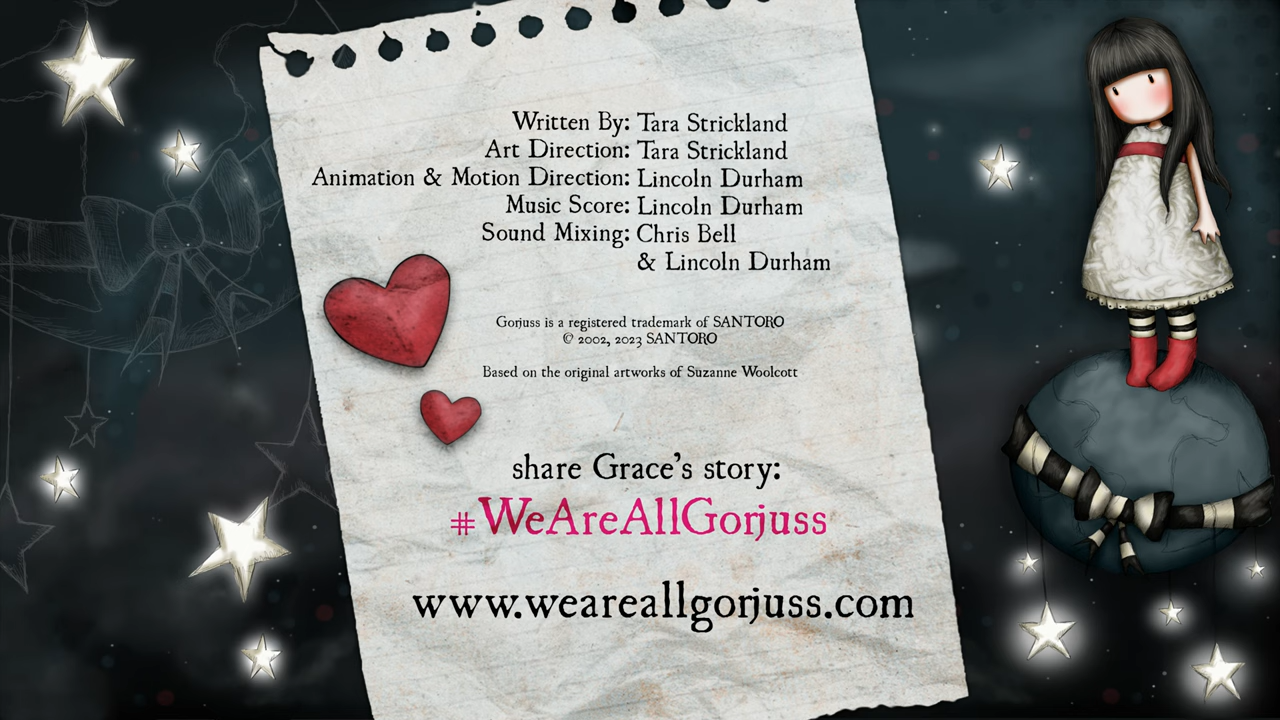 Written By: Tara Strickland
Art Direction: Tara Strickland
Animation & Motion Direction: Lincoln Durham
Music Score: Lincoln Durham
Sound Mixing: Chris Bell
& Lincoln Durham
Gorjuss is a registered trademark of SANTORO
© 2002, 2023 SANTORO
Based on the original artworks of Suzanne Woolcott
share Grace's story:
#WeAreAllGorjuss
www.weareallgorjuss.com